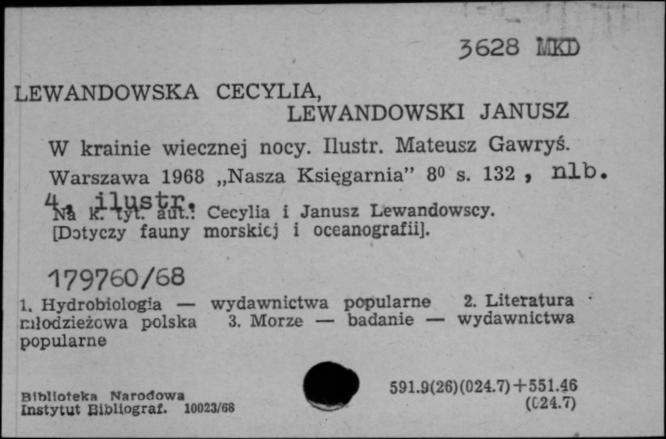 3628 MKD
LEWANDOWSKA CECYLIA,
LEWANDOWSKI JANUSZ
W krainie wiecznej nocy. Ilustr. Mateusz Gawryś.
Warszawa 1968 „Nasza Księgarnia” 8⁰ s. 132 , nlb.
4, ilustr.
Na k. tyt. aut.: Cecylia i Janusz Lewandowscy.
[Dotyczy fauny morskiej i oceanografii].
179760/68
1. Hydrobiologia — wydawnictwa popularne 2. Literatura
młodzieżowa polska 3. Morze — badanie — wydawnictwa
popularne
Biblioteka Narodowa
Instytut Bibliograf. 10023/68
591.9(26)(024.7)+551.46
(024.7)